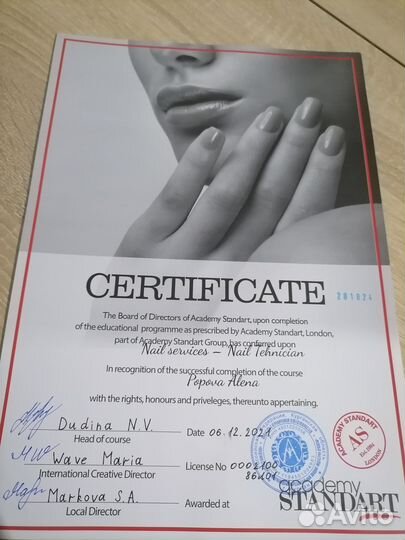 CERTIFICATE
201024
The Board of Directors of Academy Standart, upon completion
of the educational programme as prescribed by Academy Standart, London,
part of Academy Standart Group, has conferred upon
Nail services – Nail Tehnician
In recognition of the successful completion of the course
Popova Alena
with the rights, honours and priveleges, thereunto appertaining.
Dudina N.V.
Date 06.12.2021
Head of course
Wave Maria
License No 0002100
International Creative Director
86Л01
Markova S.A.
Awarded at
Local Director
ACADEMY STANDART
AS
LONDON
academy
STANDART
Avito